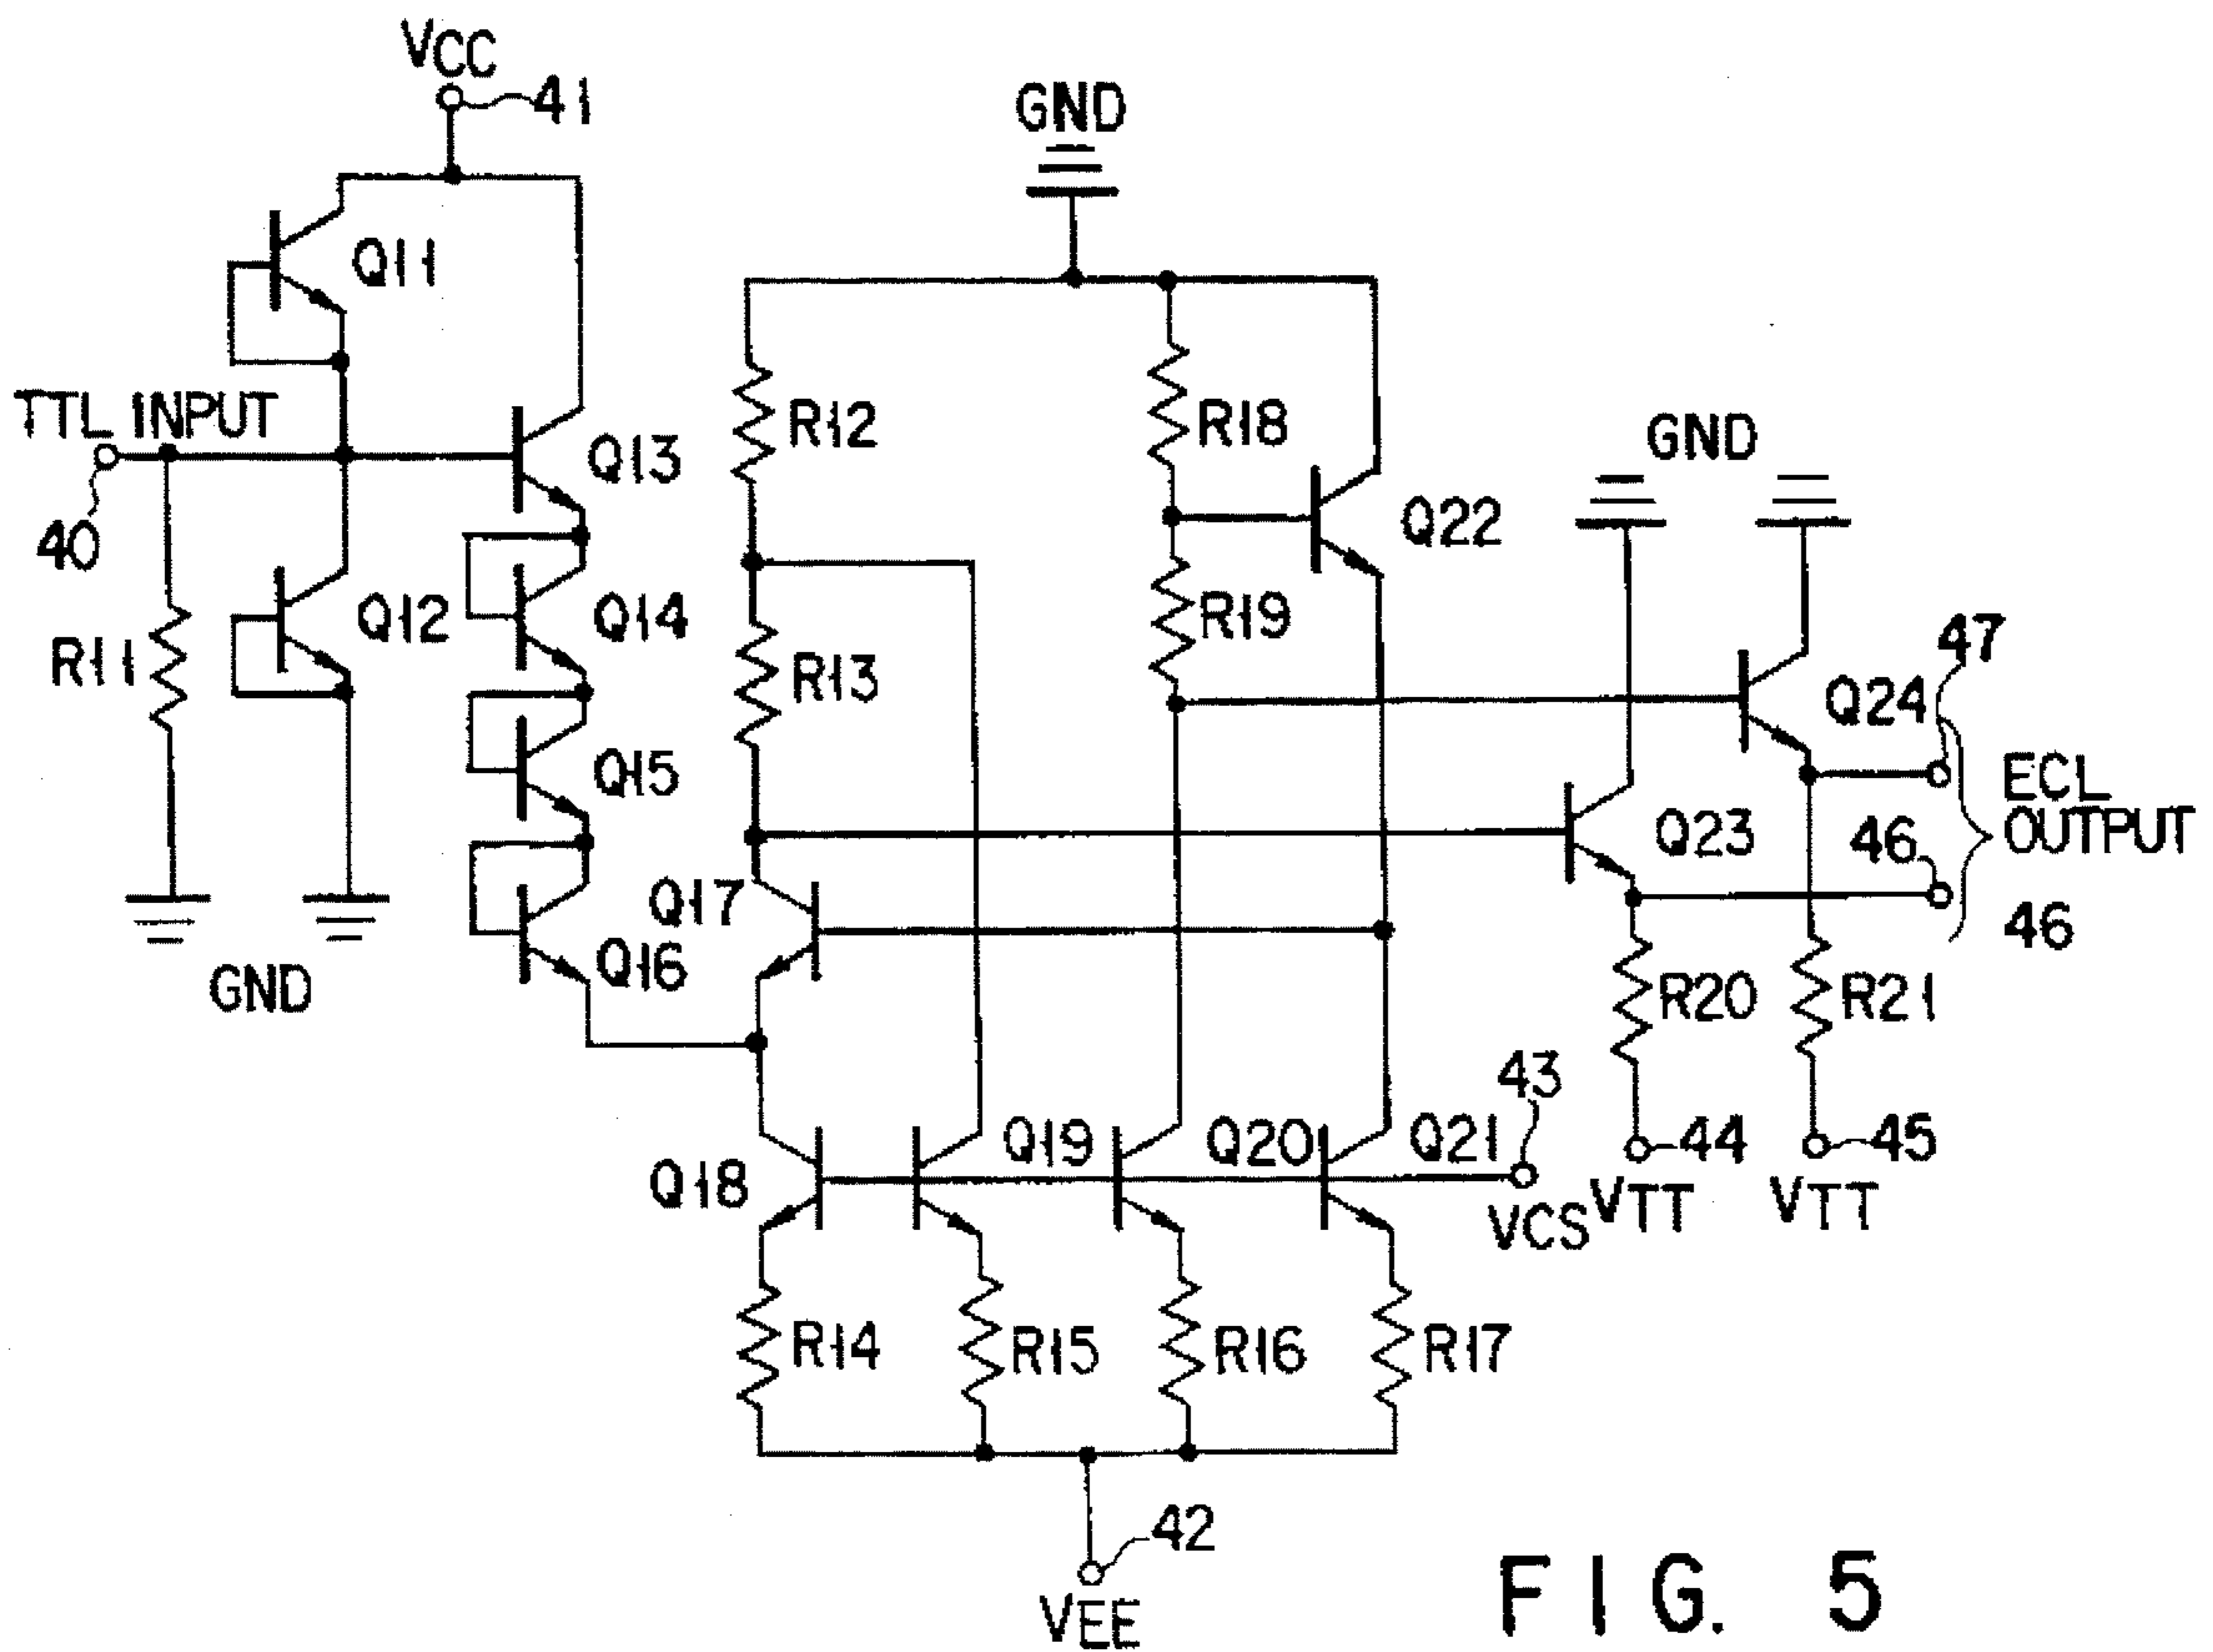 VCC
41
GND
Q11
TTL INPUT
40
Q13
R12
R18
GND
Q22
R11
Q12
Q14
R13
R19
47
Q24
Q15
ECL
OUTPUT
Q23
46
Q17
46
Q16
GND
R20
R21
43
Q18
Q19
Q20
Q21
44
45
VCS
VTT
VTT
R14
R15
R16
R17
42
VEE
FIG. 5